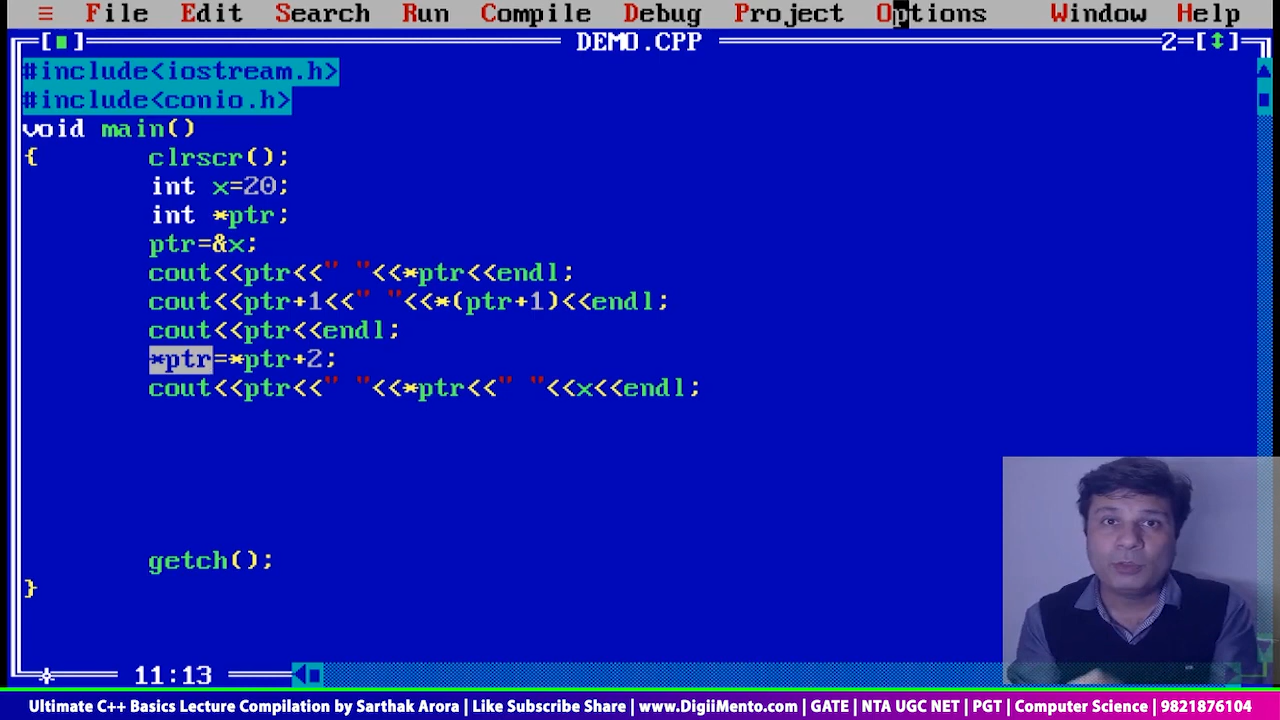 ≡ File Edit Search Run Compile Debug Project Options Window Help
[■] DEMO.CPP 2=[↕]
#include<iostream.h>
#include<conio.h>
void main()
{ clrscr();
int x=20;
int *ptr;
ptr=&x;
cout<<ptr<<" "<<*ptr<<endl;
cout<<ptr+1<<" "<<*(ptr+1)<<endl;
cout<<ptr<<endl;
*ptr=*ptr+2;
cout<<ptr<<" "<<*ptr<<" "<<x<<endl;
getch();
}
11:13
Ultimate C++ Basics Lecture Compilation by Sarthak Arora | Like Subscribe Share | www.DigiiMento.com | GATE | NTA UGC NET | PGT | Computer Science | 9821876104